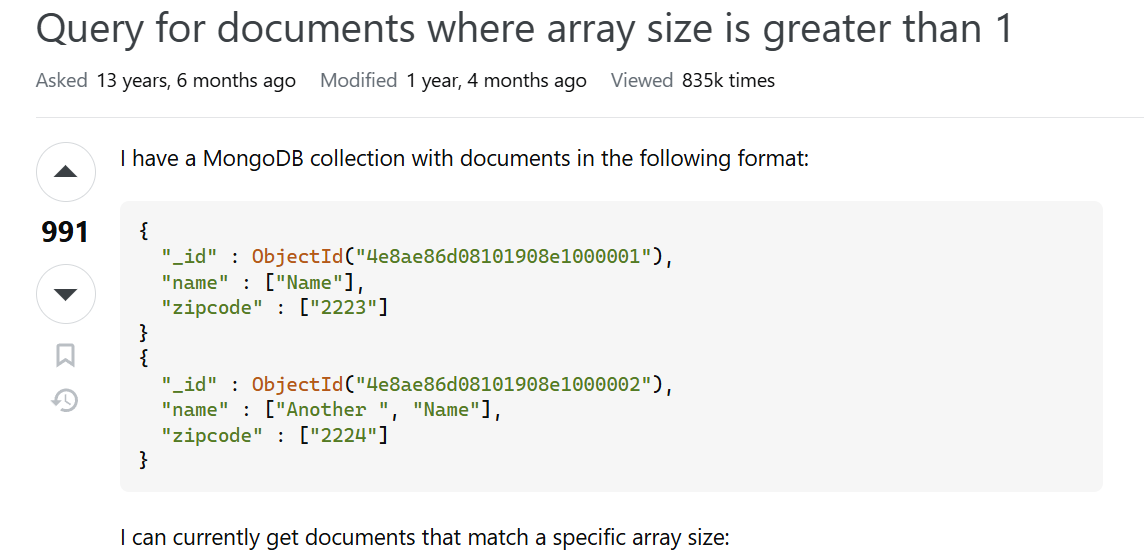 Query for documents where array size is greater than 1
Asked 13 years, 6 months ago Modified 1 year, 4 months ago Viewed 835k times
I have a MongoDB collection with documents in the following format:
991
{
  "_id" : ObjectId("4e8ae86d08101908e1000001"),
  "name" : ["Name"],
  "zipcode" : ["2223"]
}
{
  "_id" : ObjectId("4e8ae86d08101908e1000002"),
  "name" : ["Another ", "Name"],
  "zipcode" : ["2224"]
}
I can currently get documents that match a specific array size: